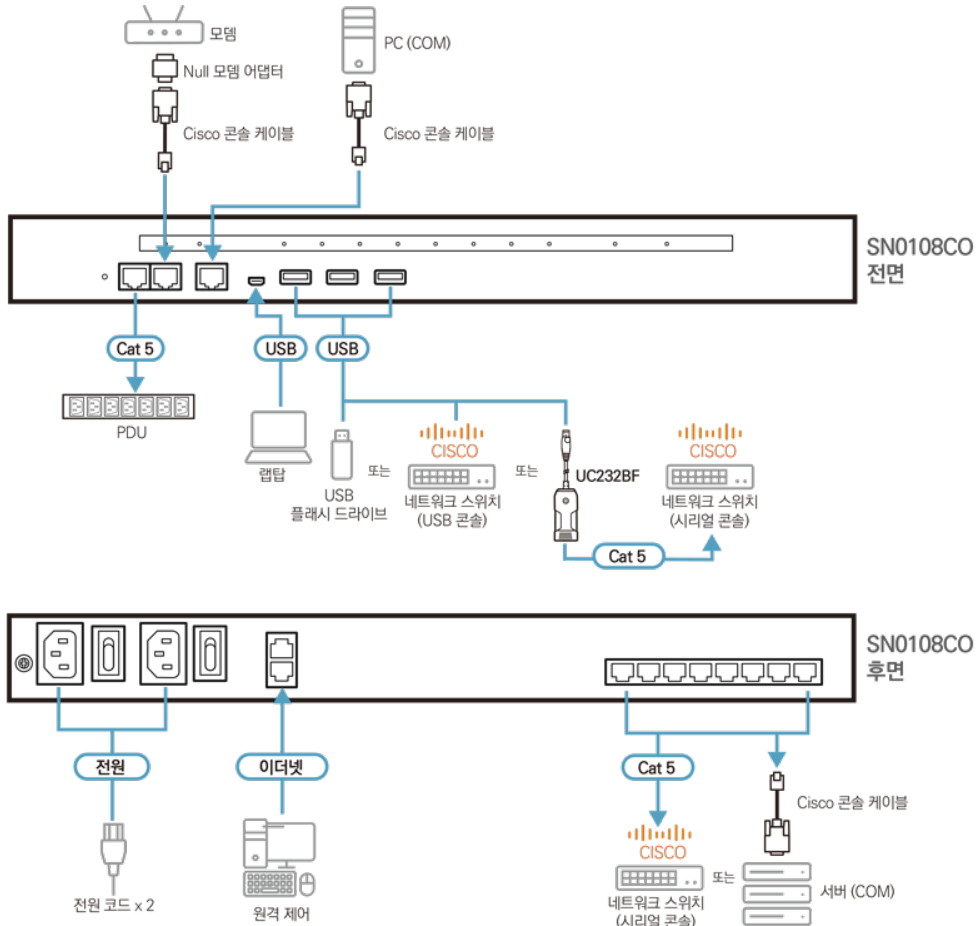 모뎀
PC (COM)
Null 모뎀 어댑터
Cisco 콘솔 케이블
Cisco 콘솔 케이블
SN0108CO
전면
Cat 5
USB
USB
PDU
랩탑
USB
플래시 드라이브
또는
CISCO
네트워크 스위치
(USB 콘솔)
또는
UC232BF
CISCO
네트워크 스위치
(시리얼 콘솔)
Cat 5
SN0108CO
후면
전원
이더넷
Cat 5
Cisco 콘솔 케이블
전원 코드 x 2
원격 제어
CISCO
네트워크 스위치
(시리얼 콘솔)
또는
서버 (COM)